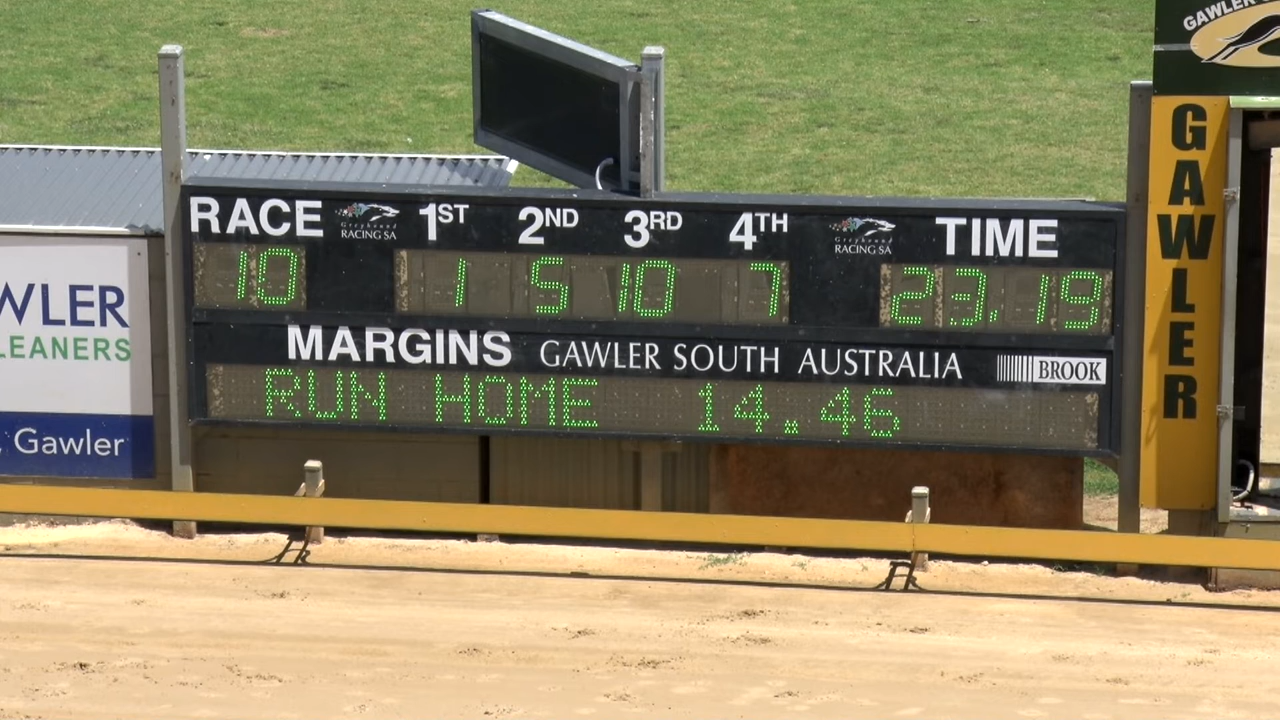 GAWLER
GAWLER
RACE 1ST 2ND 3RD 4TH TIME
Greyhound RACING SA
Greyhound RACING SA
10 1 5 10 7 23.19
MARGINS GAWLER SOUTH AUSTRALIA BROOK
RUN HOME 14.46
WLER
LEANERS
, Gawler